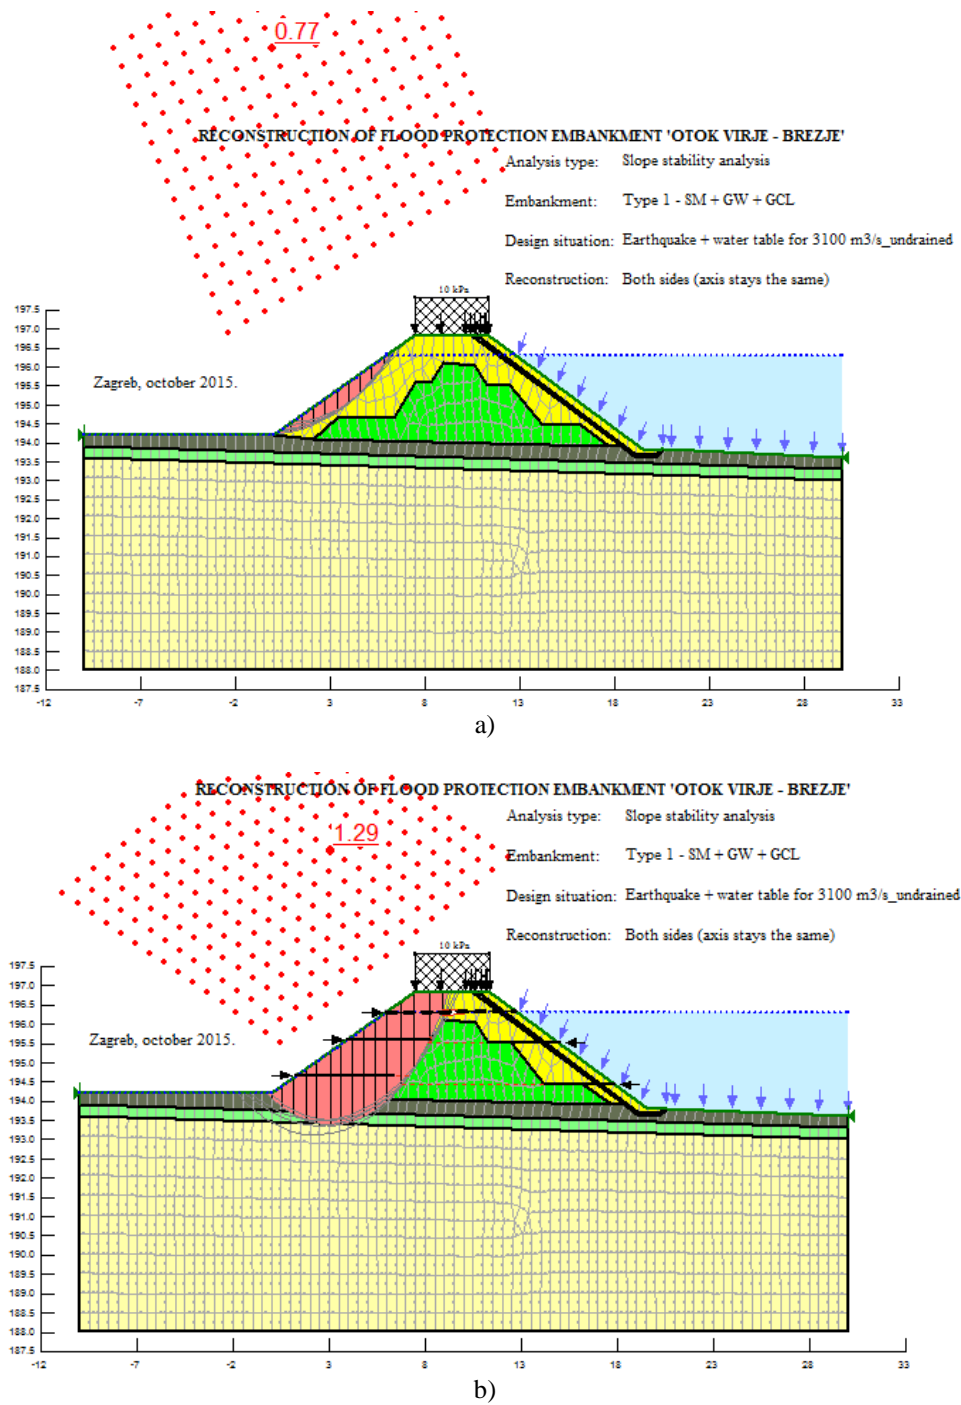 0.77
RECONSTRUCTION OF FLOOD PROTECTION EMBANKMENT 'OTOK VIRJE - BREZJE'
Analysis type: Slope stability analysis
Embankment: Type 1 - SM + GW + GCL
Design situation: Earthquake + water table for 3100 m3/s_undrained
Reconstruction: Both sides (axis stays the same)
10 kPa
Zagreb, october 2015.
197.5
197.0
196.5
196.0
195.5
195.0
194.5
194.0
193.5
193.0
192.5
192.0
191.5
191.0
190.5
190.0
189.5
189.0
188.5
188.0
187.5
-12 -7 -2 3 8 13 18 23 28 33
a)
RECONSTRUCTION OF FLOOD PROTECTION EMBANKMENT 'OTOK VIRJE - BREZJE'
Analysis type: Slope stability analysis
1.29
Embankment: Type 1 - SM + GW + GCL
Design situation: Earthquake + water table for 3100 m3/s_undrained
Reconstruction: Both sides (axis stays the same)
10 kPa
Zagreb, october 2015.
197.5
197.0
196.5
196.0
195.5
195.0
194.5
194.0
193.5
193.0
192.5
192.0
191.5
191.0
190.5
190.0
189.5
189.0
188.5
188.0
187.5
-12 -7 -2 3 8 13 18 23 28 33
b)